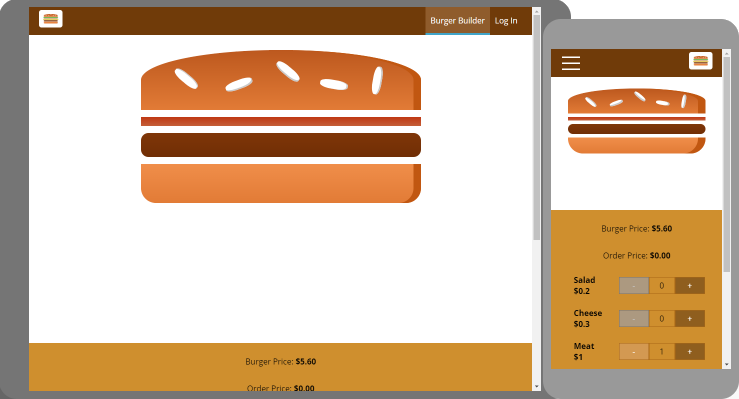 Burger Builder Log In
Burger Price: $5.60
Order Price: $0.00
Burger Price: $5.60
Order Price: $0.00
Salad
$0.2
- 0 +
Cheese
$0.3
- 0 +
Meat
$1
- 1 +